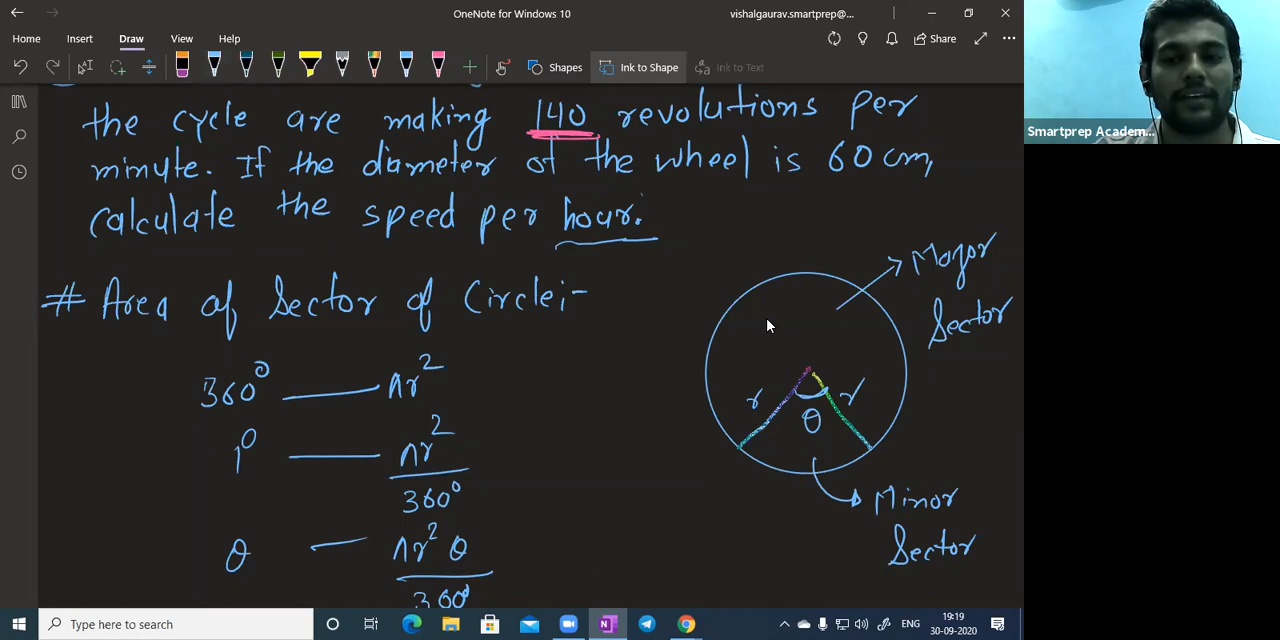 OneNote for Windows 10
vishalgaurav.smartprep@...
Home Insert Draw View Help
Share
Shapes
Ink to Shape
Ink to Text
the cycle are making 140 revolutions per
minute. If the diameter of the wheel is 60 cm,
calculate the speed per hour.
# Area of Sector of Circle:-
360° — πr²
1° — πr²/360°
θ — πr² θ/360°
Major
Sector
r r
θ
Minor
Sector
Smartprep Academ...
Type here to search
ENG
19:19
30-09-2020